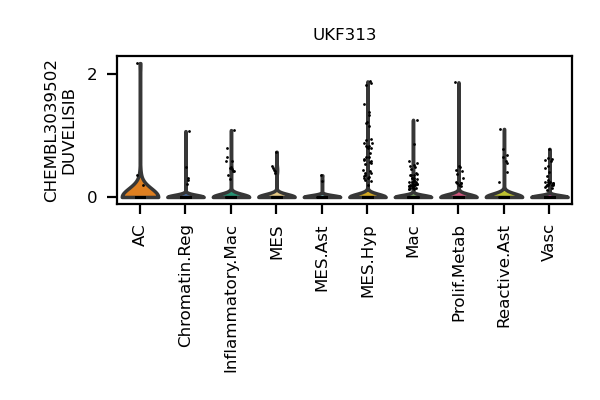 UKF313
CHEMBL3039502
DUVELISIB
2
0
AC
Chromatin.Reg
Inflammatory.Mac
MES
MES.Ast
MES.Hyp
Mac
Prolif.Metab
Reactive.Ast
Vasc